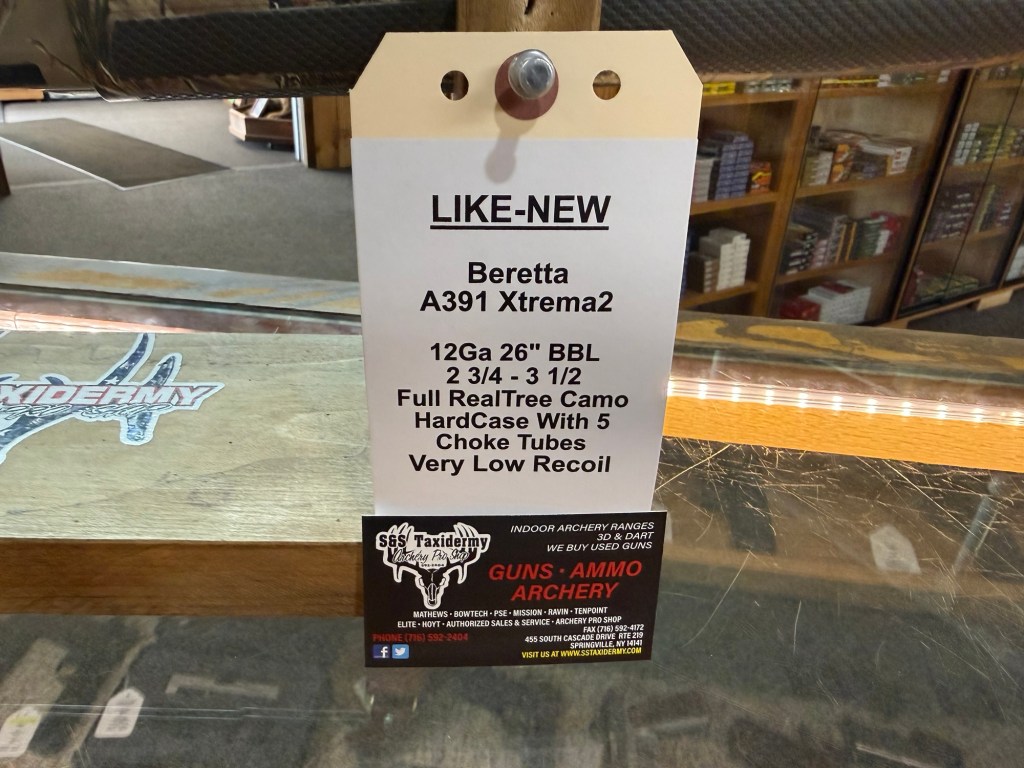 LIKE-NEW
Beretta
A391 Xtrema2
12Ga 26" BBL
2 3/4 - 3 1/2
Full RealTree Camo
HardCase With 5
Choke Tubes
Very Low Recoil
XIDERMY
S&S Taxidermy
Archery Pro Shop
INDOOR ARCHERY RANGES
3D & DART
WE BUY USED GUNS
GUNS · AMMO
ARCHERY
MATHEWS · BOWTECH · PSE · MISSION · RAVIN · TENPOINT
ELITE · HOYT · AUTHORIZED SALES & SERVICE · ARCHERY PRO SHOP
PHONE (716) 592-2404
FAX (716) 592-4172
455 SOUTH CASCADE DRIVE RTE 219
SPRINGVILLE, NY 14141
VISIT US AT WWW.SSTAXIDERMY.COM